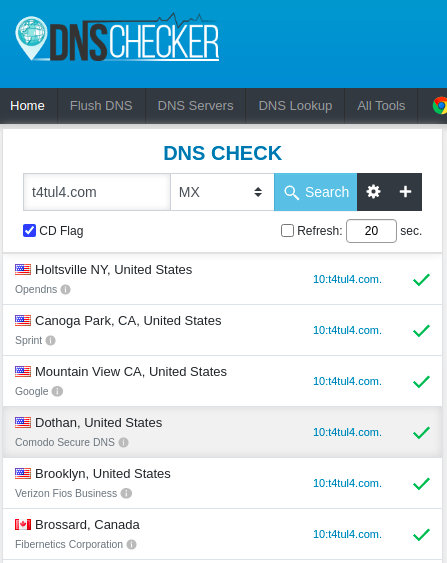 DNSCHECKER
Home Flush DNS DNS Servers DNS Lookup All Tools
DNS CHECK
t4tul4.com MX Search
CD Flag Refresh: 20 sec.
Holtsville NY, United States
Opendns
10:t4tul4.com.
Canoga Park, CA, United States
Sprint
10:t4tul4.com.
Mountain View CA, United States
Google
10:t4tul4.com.
Dothan, United States
Comodo Secure DNS
10:t4tul4.com.
Brooklyn, United States
Verizon Fios Business
10:t4tul4.com.
Brossard, Canada
Fibernetics Corporation
10:t4tul4.com.